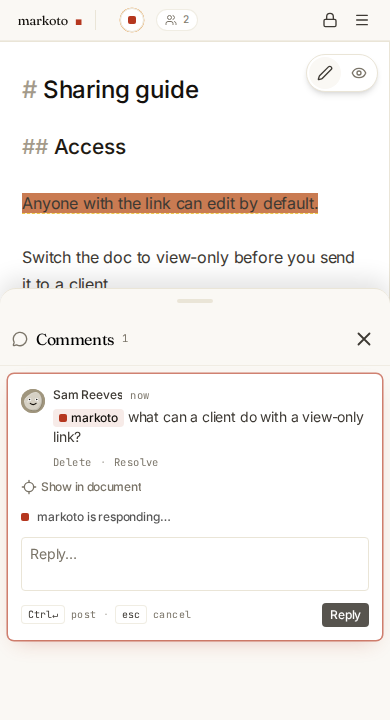 markoto
2
# Sharing guide
## Access
Anyone with the link can edit by default.
Switch the doc to view-only before you send
it to a client
Comments 1
Sam Reeves now
markoto what can a client do with a view-only
link?
Delete · Resolve
Show in document
markoto is responding...
Reply...
Ctrl↵ post · esc cancel
Reply